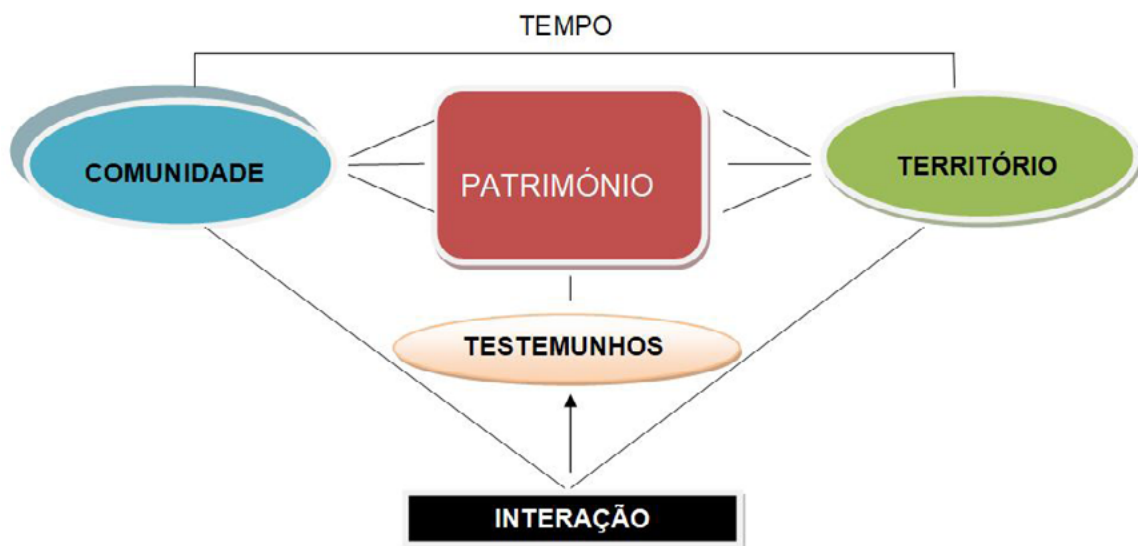 TEMPO
COMUNIDADE
PATRIMÓNIO
TERRITÓRIO
TESTEMUNHOS
INTERAÇÃO